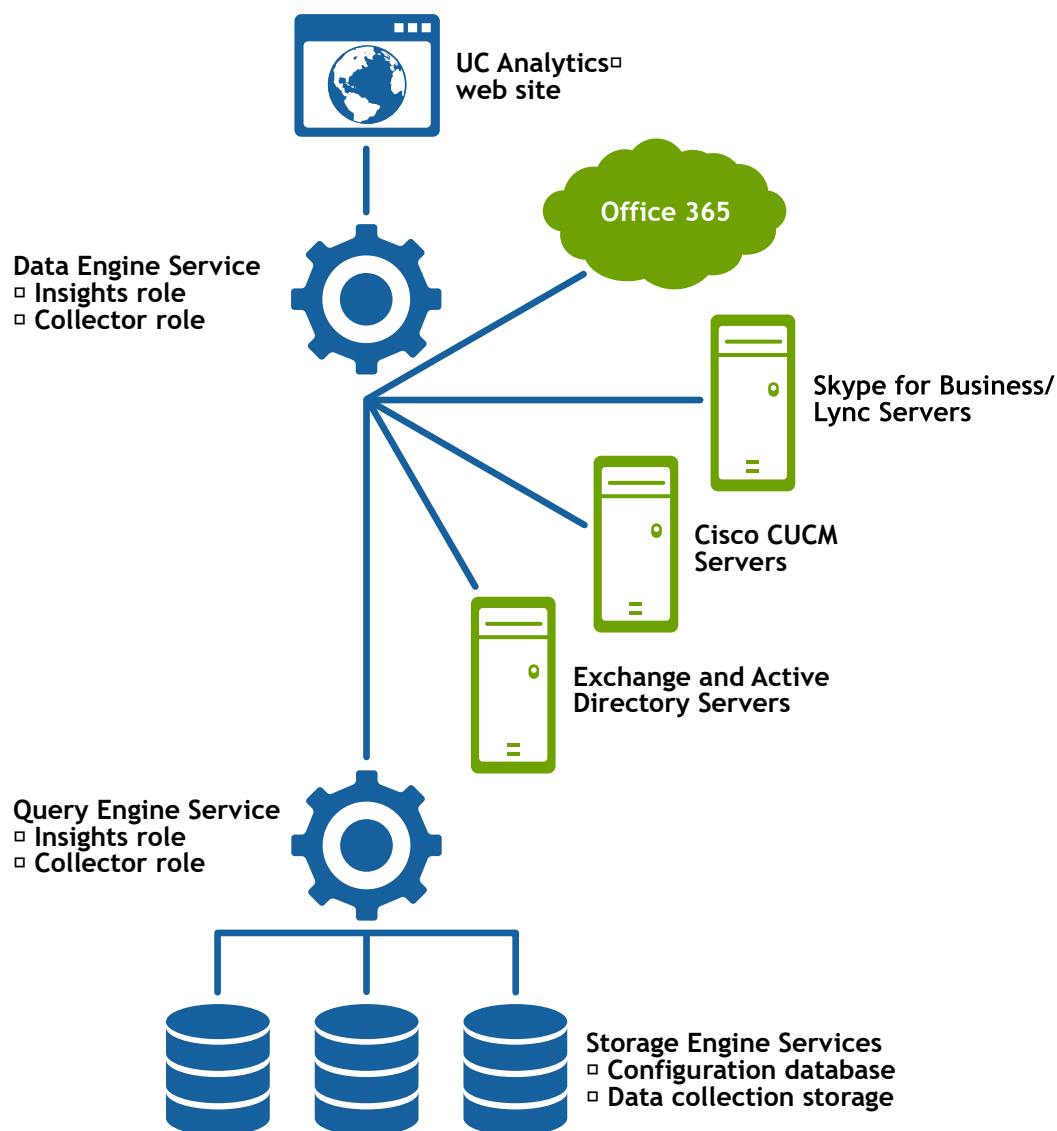 UC Analytics▯
web site
Office 365
Data Engine Service
▯ Insights role
▯ Collector role
Skype for Business/
Lync Servers
Cisco CUCM
Servers
Exchange and Active
Directory Servers
Query Engine Service
▯ Insights role
▯ Collector role
Storage Engine Services
▯ Configuration database
▯ Data collection storage